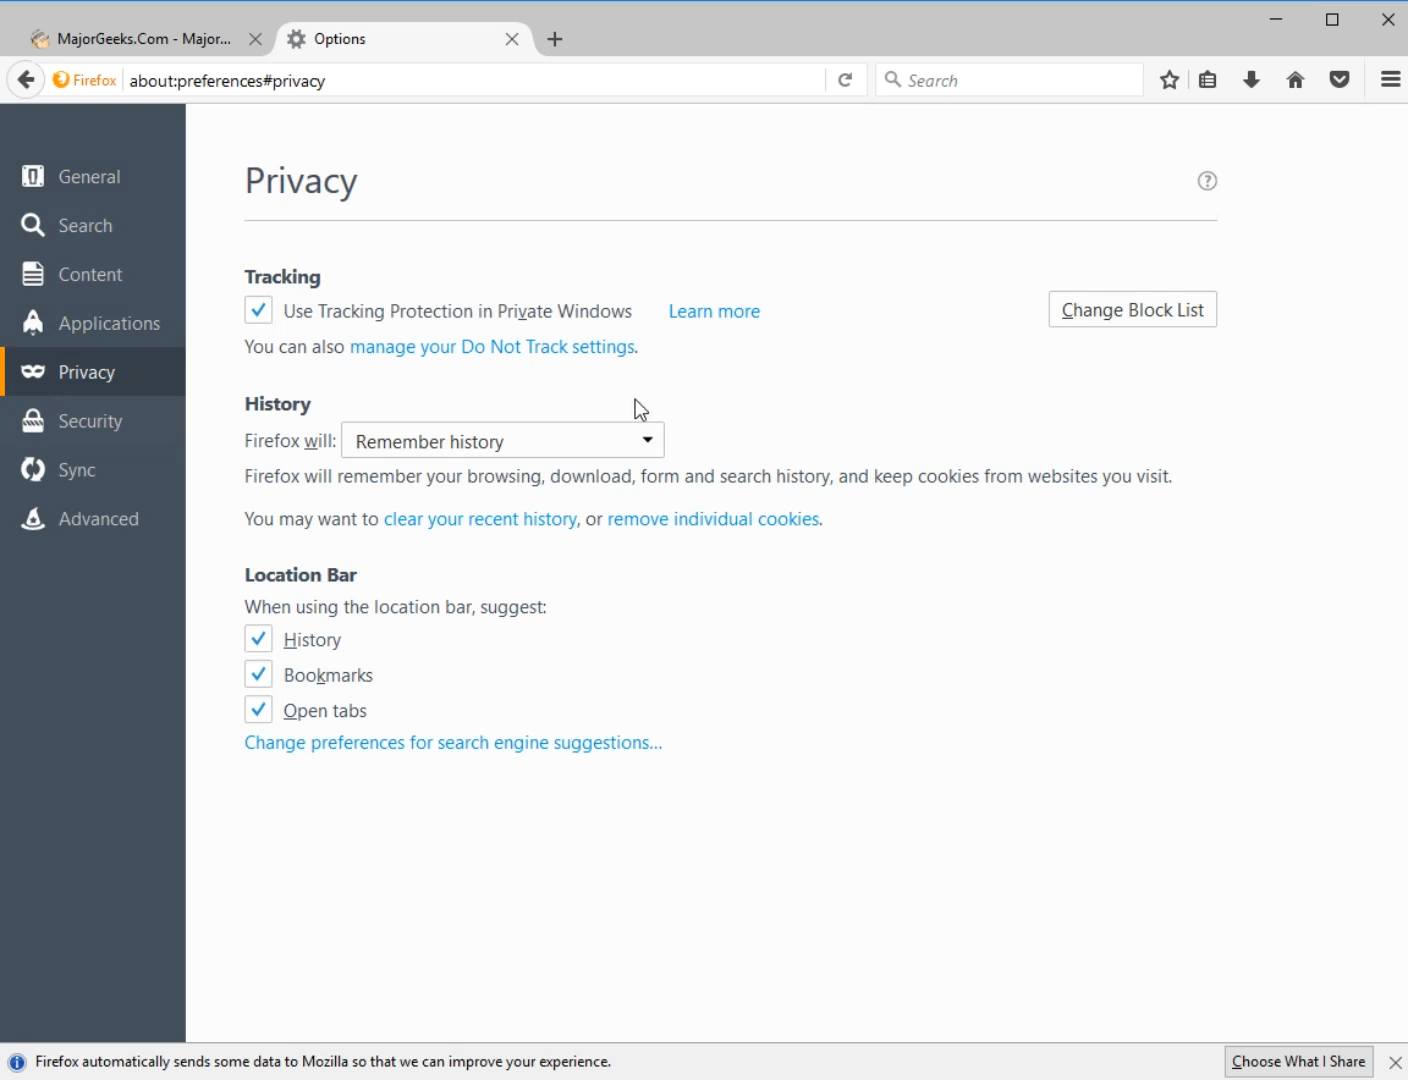 MajorGeeks.Com - Major...
Options
Firefox
about:preferences#privacy
Search
General
Search
Content
Applications
Privacy
Security
Sync
Advanced
Privacy
Tracking
Use Tracking Protection in Private Windows
Learn more
Change Block List
You can also manage your Do Not Track settings.
History
Firefox will: Remember history
Firefox will remember your browsing, download, form and search history, and keep cookies from websites you visit.
You may want to clear your recent history, or remove individual cookies.
Location Bar
When using the location bar, suggest:
History
Bookmarks
Open tabs
Change preferences for search engine suggestions...
Firefox automatically sends some data to Mozilla so that we can improve your experience.
Choose What I Share